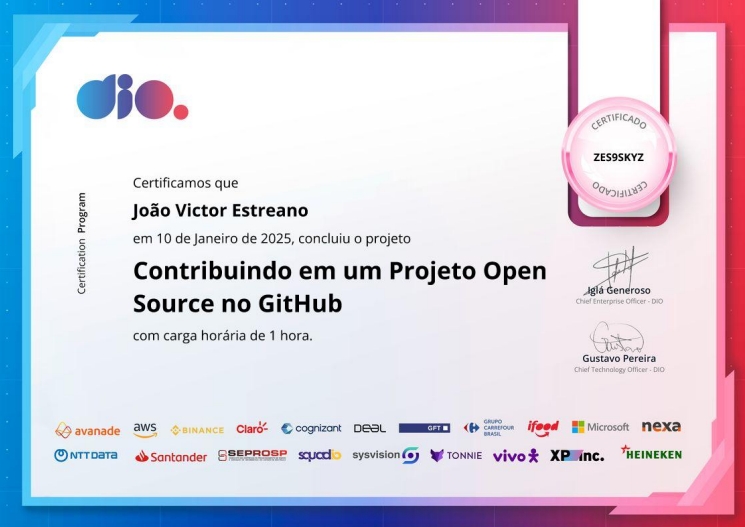 dio.
CERTIFICADO
ZES9SKYZ
CERTIFICADO
Certification Program
Certificamos que
João Victor Estreano
em 10 de Janeiro de 2025, concluiu o projeto
Contribuindo em um Projeto Open
Source no GitHub
com carga horária de 1 hora.
Iglá Generoso
Chief Enterprise Officer - DIO
Gustavo Pereira
Chief Technology Officer - DIO
avanade aws BINANCE Claro cognizant DEAL GFT GRUPO CARREFOUR BRASIL ifood Microsoft nexa
NTT DATA Santander SEPROSP squadio sysvision TONNIE vivo XP inc. HEINEKEN